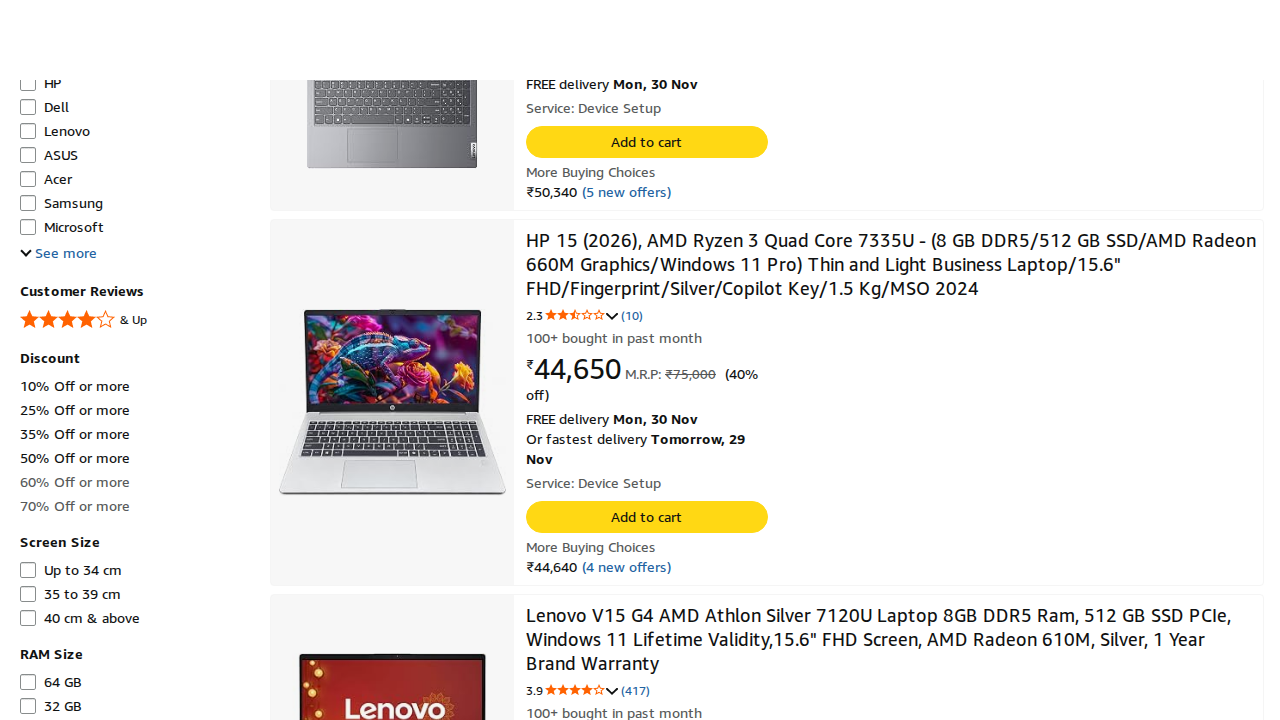 HP
Dell
Lenovo
ASUS
Acer
Samsung
Microsoft
See more
Customer Reviews
& Up
Discount
10% Off or more
25% Off or more
35% Off or more
50% Off or more
60% Off or more
70% Off or more
Screen Size
Up to 34 cm
35 to 39 cm
40 cm & above
RAM Size
64 GB
32 GB
FREE delivery Mon, 30 Nov
Service: Device Setup
Add to cart
More Buying Choices
₹50,340 (5 new offers)
HP 15 (2026), AMD Ryzen 3 Quad Core 7335U - (8 GB DDR5/512 GB SSD/AMD Radeon
660M Graphics/Windows 11 Pro) Thin and Light Business Laptop/15.6"
FHD/Fingerprint/Silver/Copilot Key/1.5 Kg/MSO 2024
2.3 (10)
100+ bought in past month
₹44,650 M.R.P: ₹75,000 (40%
off)
FREE delivery Mon, 30 Nov
Or fastest delivery Tomorrow, 29
Nov
Service: Device Setup
Add to cart
More Buying Choices
₹44,640 (4 new offers)
Lenovo
Lenovo V15 G4 AMD Athlon Silver 7120U Laptop 8GB DDR5 Ram, 512 GB SSD PCIe,
Windows 11 Lifetime Validity,15.6" FHD Screen, AMD Radeon 610M, Silver, 1 Year
Brand Warranty
3.9 (417)
100+ bought in past month